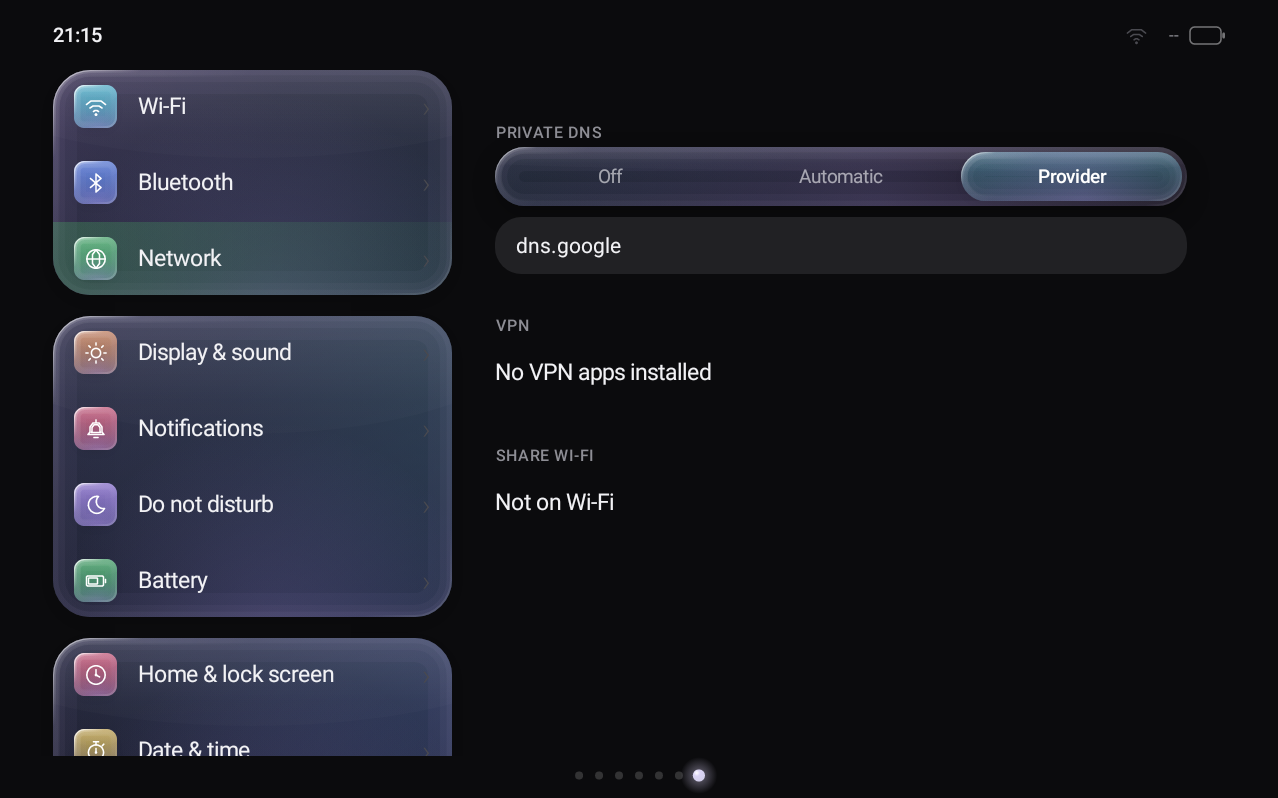 21:15
--
Wi-Fi
Bluetooth
Network
Display & sound
Notifications
Do not disturb
Battery
Home & lock screen
Date & time
PRIVATE DNS
Off
Automatic
Provider
dns.google
VPN
No VPN apps installed
SHARE WI-FI
Not on Wi-Fi